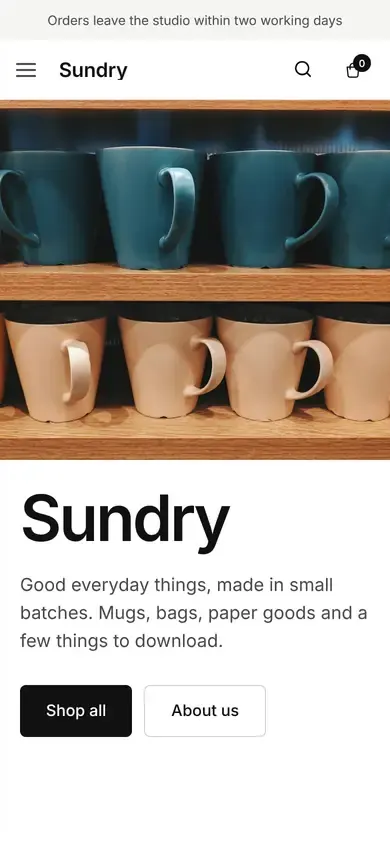 Orders leave the studio within two working days
Sundry
0
Sundry
Good everyday things, made in small
batches. Mugs, bags, paper goods and a
few things to download.
Shop all
About us